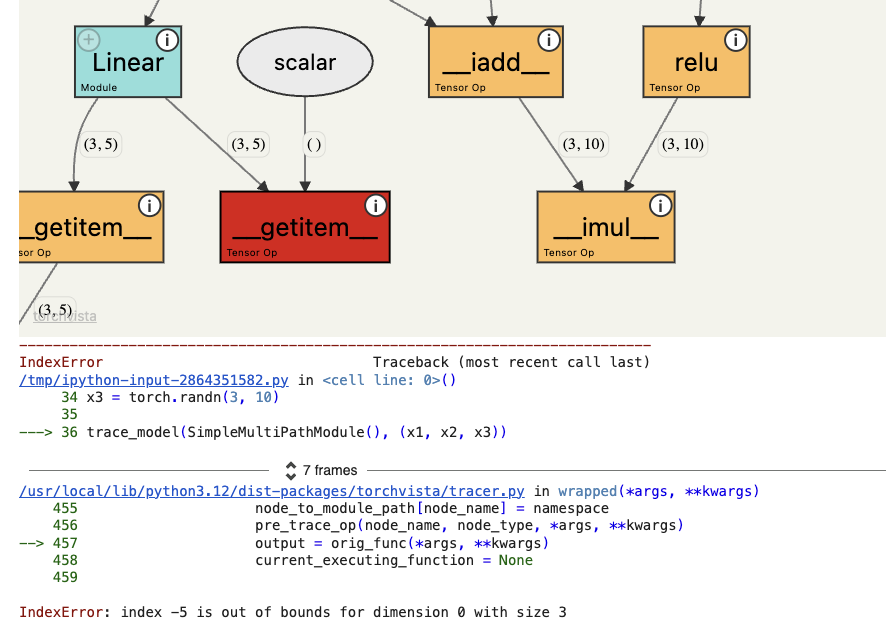 Linear
Module
scalar
__iadd__
Tensor Op
relu
Tensor Op
(3, 5)
(3, 5)
( )
(3, 10)
(3, 10)
_getitem__
sor Op
__getitem__
Tensor Op
__imul__
Tensor Op
(3, 5)
torchvista
---------------------------------------------------------------------------
IndexError                                Traceback (most recent call last)
/tmp/ipython-input-2864351582.py in <cell line: 0>()
     34 x3 = torch.randn(3, 10)
     35
---> 36 trace_model(SimpleMultiPathModule(), (x1, x2, x3))
7 frames
/usr/local/lib/python3.12/dist-packages/torchvista/tracer.py in wrapped(*args, **kwargs)
    455                     node_to_module_path[node_name] = namespace
    456                     pre_trace_op(node_name, node_type, *args, **kwargs)
--> 457                     output = orig_func(*args, **kwargs)
    458                     current_executing_function = None
    459
IndexError: index -5 is out of bounds for dimension 0 with size 3